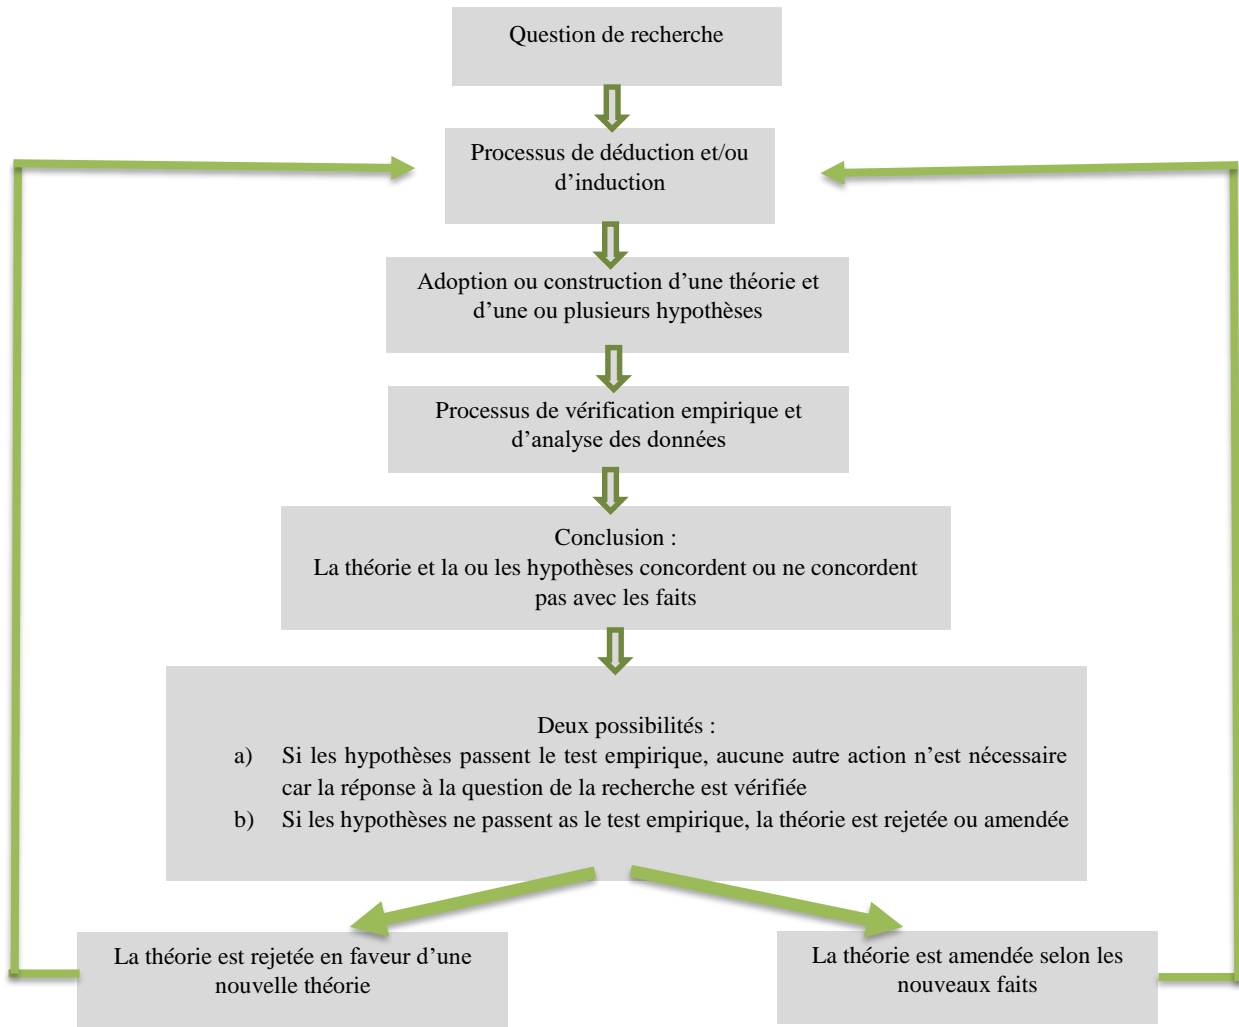 Question de recherche
Processus de déduction et/ou
d’induction
Adoption ou construction d’une théorie et
d’une ou plusieurs hypothèses
Processus de vérification empirique et
d’analyse des données
Conclusion :
La théorie et la ou les hypothèses concordent ou ne concordent
pas avec les faits
Deux possibilités :
a) Si les hypothèses passent le test empirique, aucune autre action n’est nécessaire
car la réponse à la question de la recherche est vérifiée
b) Si les hypothèses ne passent as le test empirique, la théorie est rejetée ou amendée
La théorie est rejetée en faveur d’une
nouvelle théorie
La théorie est amendée selon les
nouveaux faits